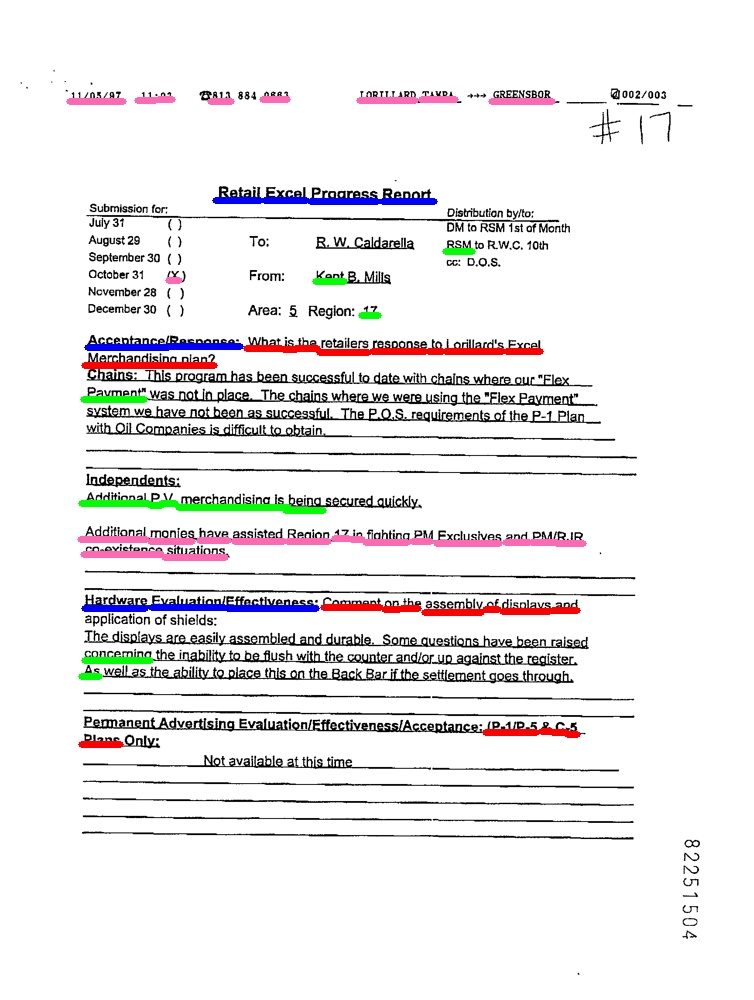 11/05/97 11:03 ☎813 884 0663 LORILLARD TAMPA →→→ GREENSBOR 002/003
# 17
Retail Excel Progress Report
Submission for:
July 31 ( )
August 29 ( )
September 30 ( )
October 31 (X)
November 28 ( )
December 30 ( )
To: R. W. Caldarella
From: Kent B. Mills
Area: 5 Region: 17
Distribution by/to:
DM to RSM 1st of Month
RSM to R.W.C. 10th
cc: D.O.S.
Acceptance/Response: What is the retailers response to Lorillard's Excel
Merchandising plan?
Chains: This program has been successful to date with chains where our "Flex
Payment" was not in place. The chains where we were using the "Flex Payment"
system we have not been as successful. The P.O.S. requirements of the P-1 Plan
with Oil Companies is difficult to obtain.
Independents:
Additional P.V. merchandising is being secured quickly.
Additional monies have assisted Region 17 in fighting PM Exclusives and PM/RJR
co-existence situations.
Hardware Evaluation/Effectiveness: Comment on the assembly of displays and
application of shields:
The displays are easily assembled and durable. Some questions have been raised
concerning the inability to be flush with the counter and/or up against the register.
As well as the ability to place this on the Back Bar if the settlement goes through.
Permanent Advertising Evaluation/Effectiveness/Acceptance: (P-1/P-5 & C-5
Plans Only:
Not available at this time
82251504